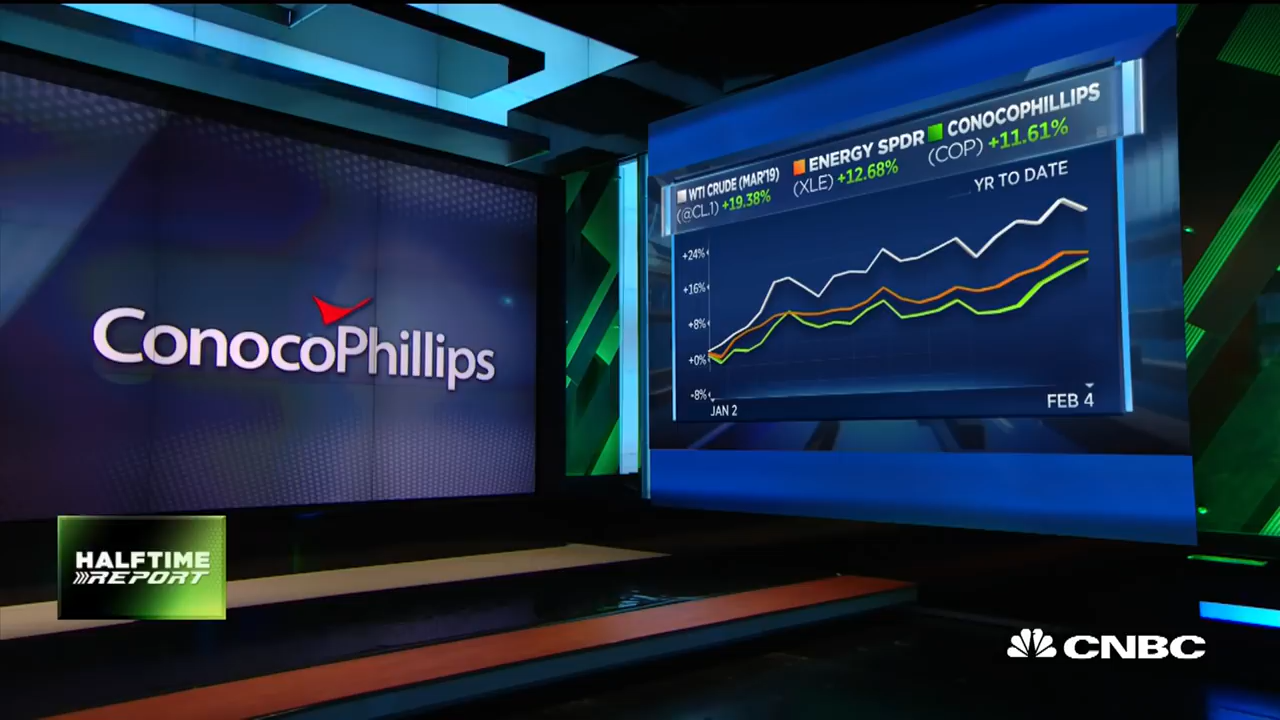 ConocoPhillips
WTI CRUDE (MAR'19)
(@CL.1) +19.38%
ENERGY SPDR
(XLE) +12.68%
CONOCOPHILLIPS
(COP) +11.61%
YR TO DATE
+24%
+16%
+8%
+0%
-8%
JAN 2
FEB 4
HALFTIME
REPORT
CNBC